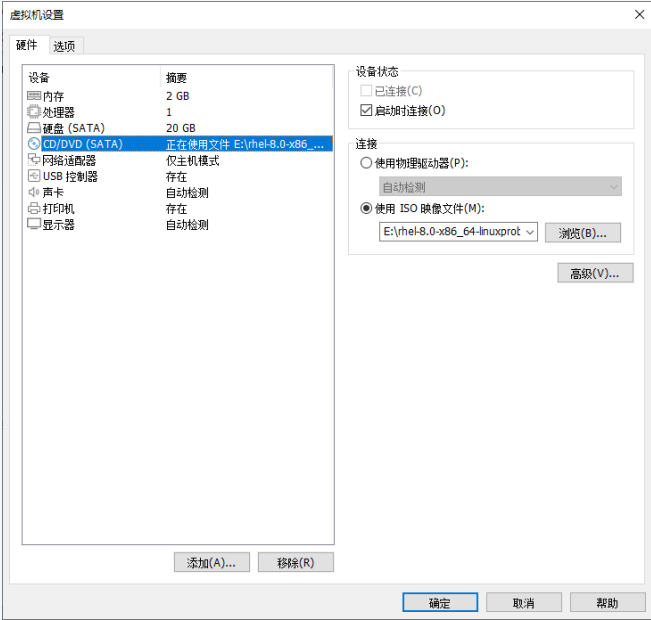 虚拟机设置
硬件 选项
设备 摘要
内存 2 GB
处理器 1
硬盘 (SATA) 20 GB
CD/DVD (SATA) 正在使用文件 E:\rhel-8.0-x86_...
网络适配器 仅主机模式
USB 控制器 存在
声卡 自动检测
打印机 存在
显示器 自动检测
添加(A)... 移除(R)
设备状态
已连接(C)
启动时连接(O)
连接
使用物理驱动器(P):
自动检测
使用 ISO 映像文件(M):
E:\rhel-8.0-x86_64-linuxprob 浏览(B)...
高级(V)...
确定 取消 帮助